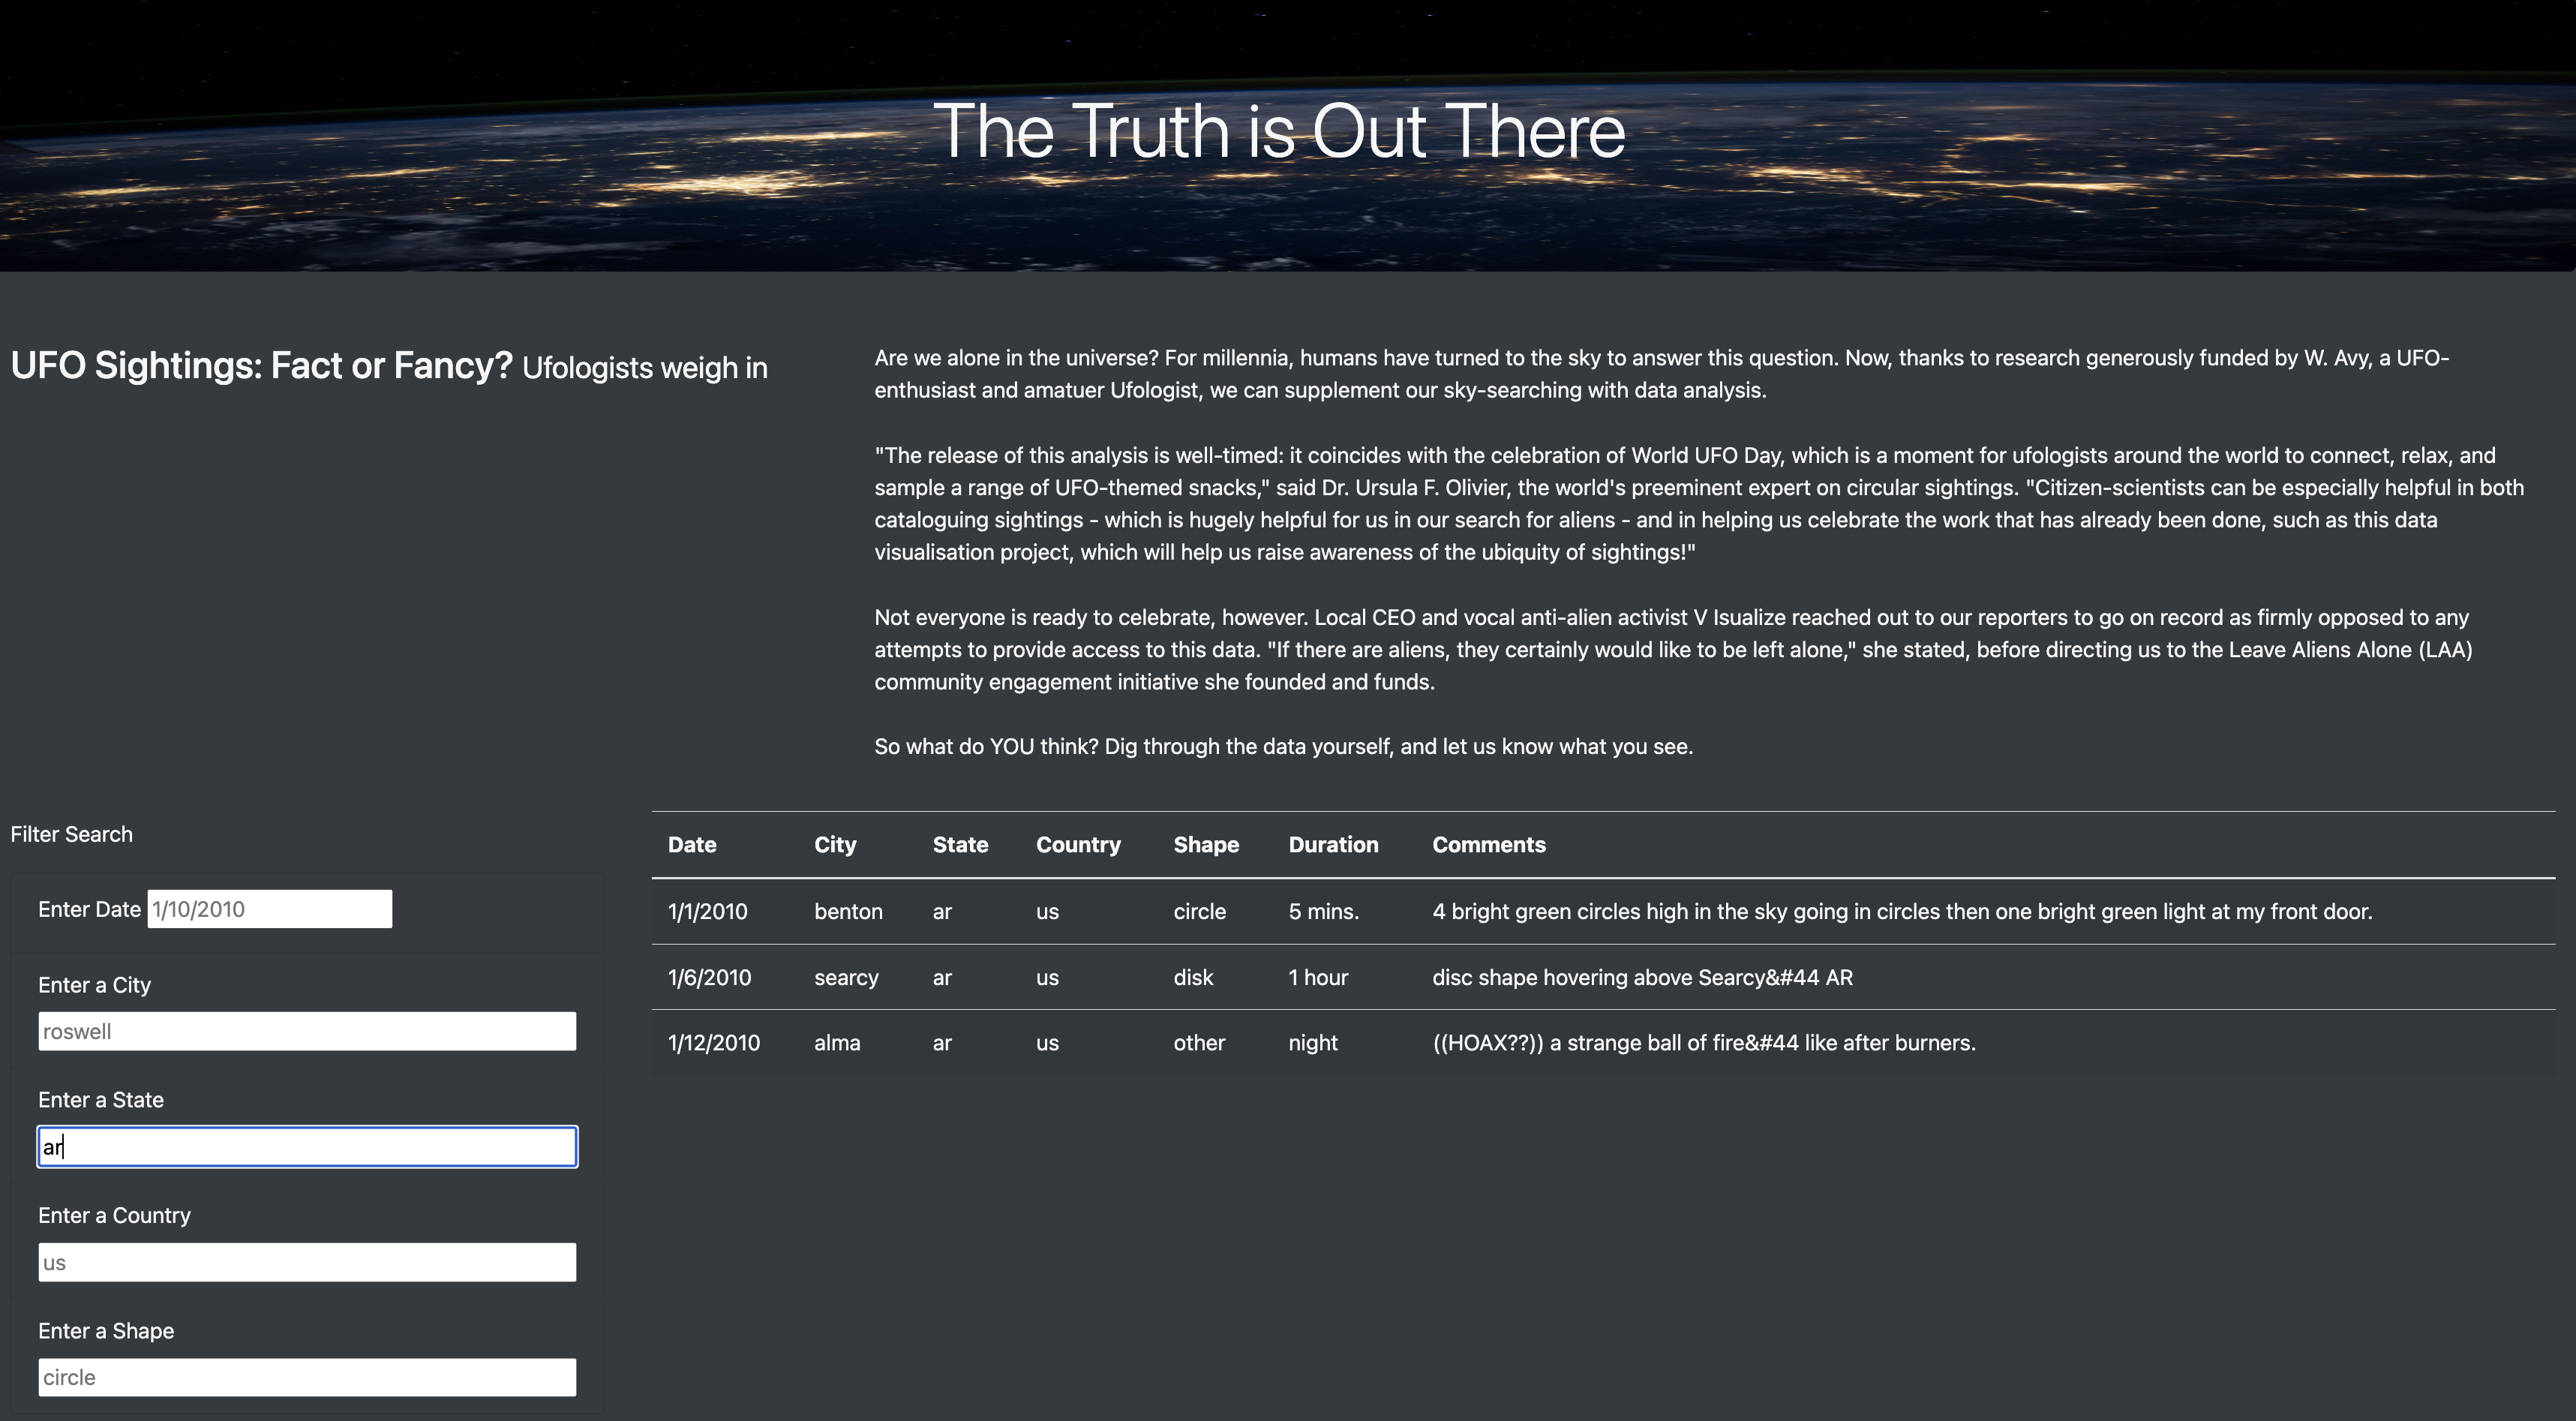 The Truth is Out There
UFO Sightings: Fact or Fancy? Ufologists weigh in
Are we alone in the universe? For millennia, humans have turned to the sky to answer this question. Now, thanks to research generously funded by W. Avy, a UFO-
enthusiast and amatuer Ufologist, we can supplement our sky-searching with data analysis.
"The release of this analysis is well-timed: it coincides with the celebration of World UFO Day, which is a moment for ufologists around the world to connect, relax, and
sample a range of UFO-themed snacks," said Dr. Ursula F. Olivier, the world's preeminent expert on circular sightings. "Citizen-scientists can be especially helpful in both
cataloguing sightings - which is hugely helpful for us in our search for aliens - and in helping us celebrate the work that has already been done, such as this data
visualisation project, which will help us raise awareness of the ubiquity of sightings!"
Not everyone is ready to celebrate, however. Local CEO and vocal anti-alien activist V Isualize reached out to our reporters to go on record as firmly opposed to any
attempts to provide access to this data. "If there are aliens, they certainly would like to be left alone," she stated, before directing us to the Leave Aliens Alone (LAA)
community engagement initiative she founded and funds.
So what do YOU think? Dig through the data yourself, and let us know what you see.
Filter Search
Enter Date 1/10/2010
Enter a City
roswell
Enter a State
ar
Enter a Country
us
Enter a Shape
circle
Date City State Country Shape Duration Comments
1/1/2010 benton ar us circle 5 mins. 4 bright green circles high in the sky going in circles then one bright green light at my front door.
1/6/2010 searcy ar us disk 1 hour disc shape hovering above Searcy&#44 AR
1/12/2010 alma ar us other night ((HOAX??)) a strange ball of fire&#44 like after burners.